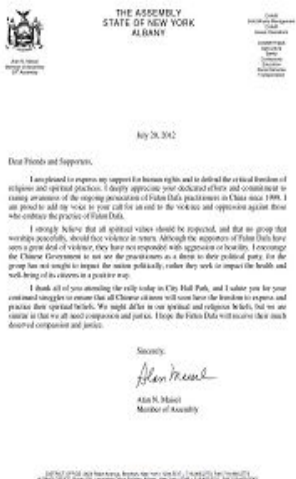 THE ASSEMBLY
STATE OF NEW YORK
ALBANY
Alan N. Maisel
Member of Assembly
July 20, 2012
Dear Friends and Supporters,
I am pleased to express my support for human rights and to defend the critical freedom of
religious and spiritual practices. I deeply appreciate your dedicated efforts and commitment to
raising awareness of the ongoing persecution of Falun Dafa practitioners in China since 1999. I
am proud to add my voice to your call for an end to the violence and oppression against those
who embrace the practice of Falun Dafa.
I strongly believe that all spiritual values should be respected, and that no group that
worships peacefully, should face violence in return. Although the supporters of Falun Dafa have
seen a great deal of violence, they have not responded with aggression or hostility. I encourage
the Chinese Government to not see the practitioners as a threat to their political party, for the
group has not sought to impact the nation politically, rather they seek to impact the health and
well-being of its citizens in a positive way.
I thank all of you attending the rally today in City Hall Park, and I salute you for your
continued struggles to ensure that all Chinese citizens will soon have the freedom to express and
practice their spiritual beliefs. We might differ in our spiritual and religious beliefs, but we are
similar in that we all need compassion and justice. I hope the Falun Dafa will receive their much
deserved compassion and justice.
Sincerely,
Alan Maisel
Alan N. Maisel
Member of Assembly